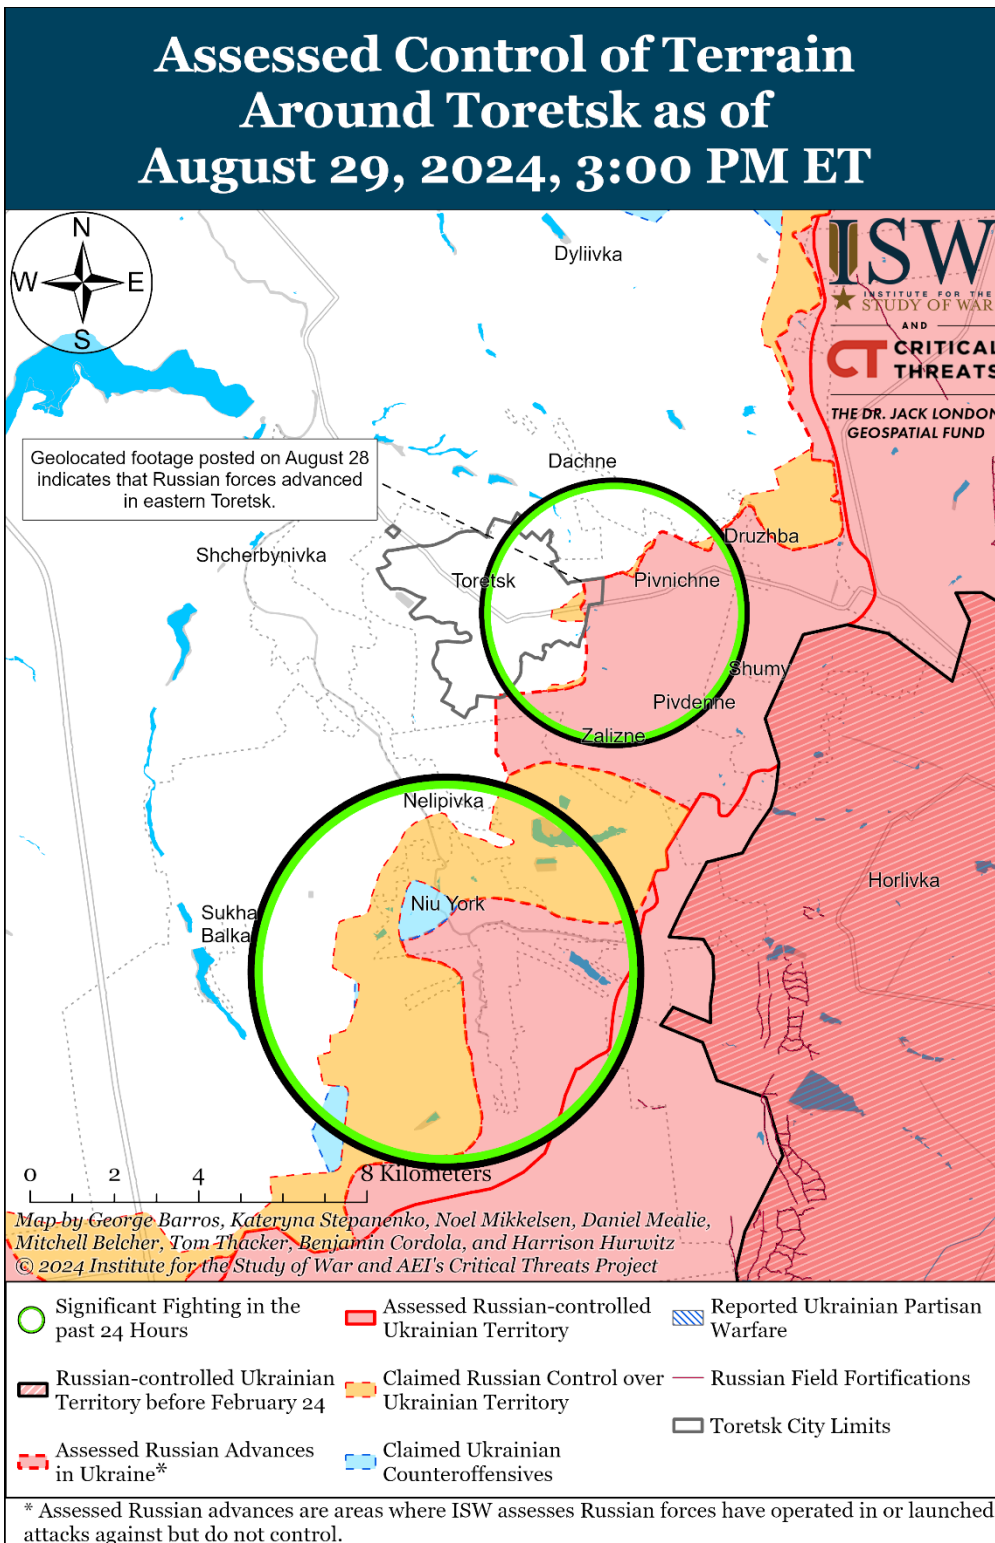 Assessed Control of Terrain
Around Toretsk as of
August 29, 2024, 3:00 PM ET
N
W
E
S
Dyliivka
ISW
INSTITUTE FOR THE
STUDY OF WAR
AND
CT CRITICAL
THREATS
THE DR. JACK LONDON
GEOSPATIAL FUND
Geolocated footage posted on August 28
indicates that Russian forces advanced
in eastern Toretsk.
Dachne
Druzhba
Shcherbynivka
Toretsk
Pivnichne
Shumy
Pivdenne
Zalizne
Nelipivka
Horlivka
Niu York
Sukha
Balka
0 2 4 8 Kilometers
Map by George Barros, Kateryna Stepanenko, Noel Mikkelsen, Daniel Mealie,
Mitchell Belcher, Tom Thacker, Benjamin Cordola, and Harrison Hurwitz
© 2024 Institute for the Study of War and AEI's Critical Threats Project
Significant Fighting in the
past 24 Hours
Russian-controlled Ukrainian
Territory before February 24
Assessed Russian Advances
in Ukraine*
Assessed Russian-controlled
Ukrainian Territory
Claimed Russian Control over
Ukrainian Territory
Claimed Ukrainian
Counteroffensives
Reported Ukrainian Partisan
Warfare
Russian Field Fortifications
Toretsk City Limits
* Assessed Russian advances are areas where ISW assesses Russian forces have operated in or launched
attacks against but do not control.